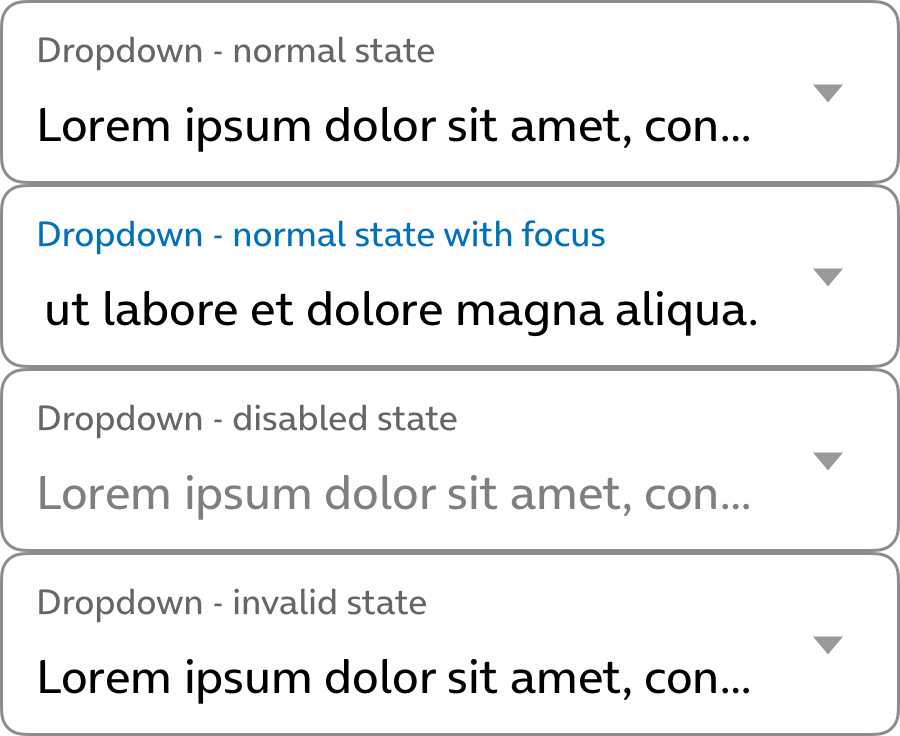 Dropdown - normal state
Lorem ipsum dolor sit amet, con...
Dropdown - normal state with focus
ut labore et dolore magna aliqua.
Dropdown - disabled state
Lorem ipsum dolor sit amet, con...
Dropdown - invalid state
Lorem ipsum dolor sit amet, con...